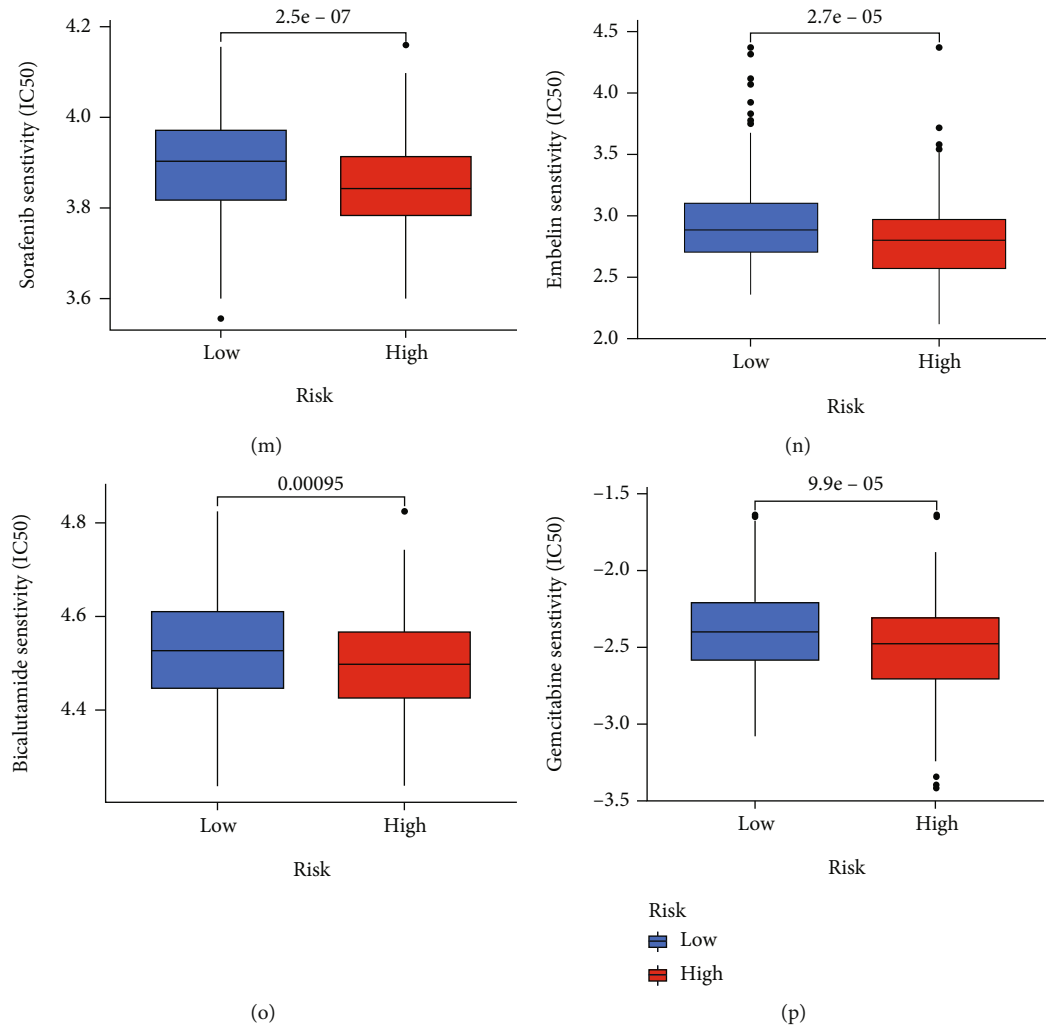 2.5e – 07
Sorafenib senstivity (IC50)
4.2
4.0
3.8
3.6
Low
High
Risk
(m)
2.7e – 05
Embelin senstivity (IC50)
4.5
4.0
3.5
3.0
2.5
2.0
Low
High
Risk
(n)
0.00095
Bicalutamide senstivity (IC50)
4.8
4.6
4.4
Low
High
Risk
(o)
9.9e – 05
Gemcitabine senstivity (IC50)
−1.5
−2.0
−2.5
−3.0
−3.5
Low
High
Risk
Risk
Low
High
(p)